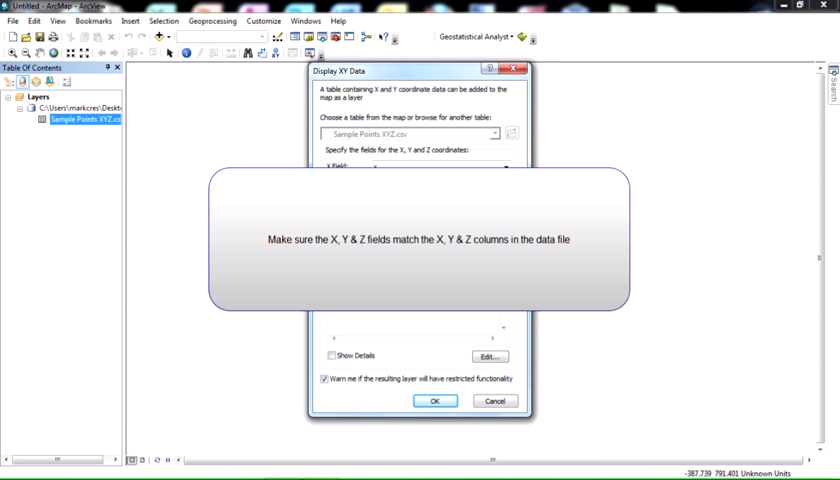 Untitled - ArcMap - ArcView
File Edit View Bookmarks Insert Selection Geoprocessing Customize Windows Help
Geostatistical Analyst
Table Of Contents
Layers
C:\Users\markcres\Deskt
Sample Points XYZ.cs
Display XY Data
A table containing X and Y coordinate data can be added to the
map as a layer
Choose a table from the map or browse for another table:
Sample Points XYZ.csv
Specify the fields for the X, Y and Z coordinates:
X Field:
Make sure the X, Y & Z fields match the X, Y & Z columns in the data file
Show Details
Edit...
Warn me if the resulting layer will have restricted functionality
OK
Cancel
Search
-387.739 791.401 Unknown Units